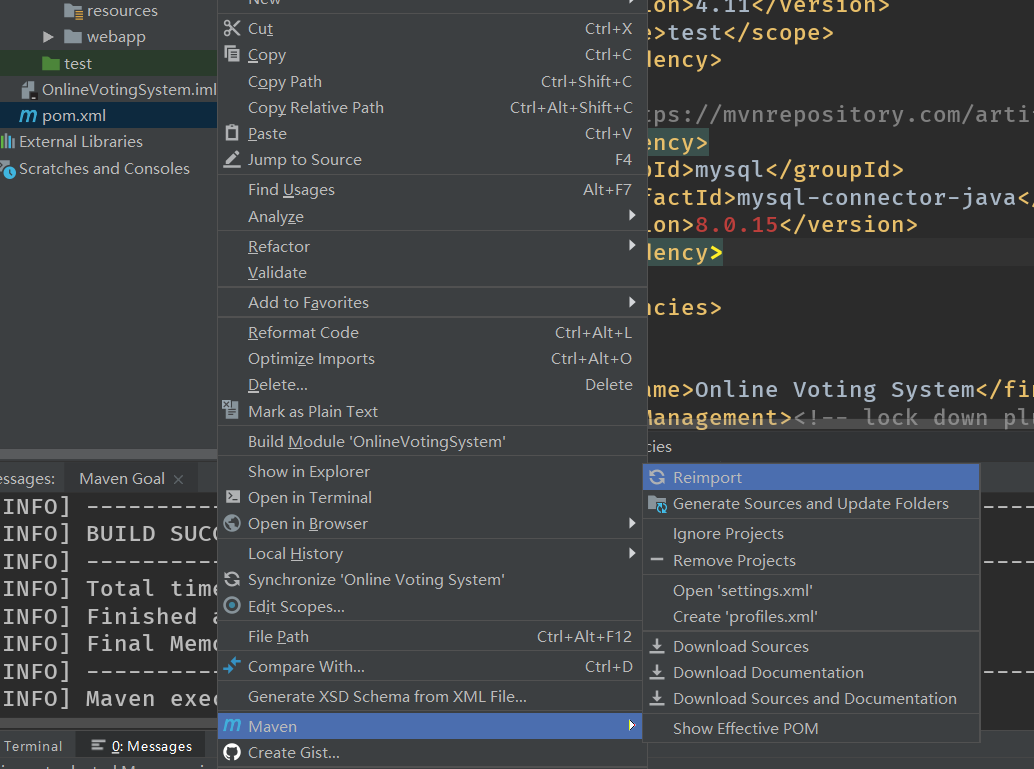 resources
webapp
test
OnlineVotingSystem.iml
pom.xml
External Libraries
Scratches and Consoles
New
Cut Ctrl+X
Copy Ctrl+C
Copy Path Ctrl+Shift+C
Copy Relative Path Ctrl+Alt+Shift+C
Paste Ctrl+V
Jump to Source F4
Find Usages Alt+F7
Analyze
Refactor
Validate
Add to Favorites
Reformat Code Ctrl+Alt+L
Optimize Imports Ctrl+Alt+O
Delete... Delete
Mark as Plain Text
Build Module 'OnlineVotingSystem'
Show in Explorer
Open in Terminal
Open in Browser
Local History
Synchronize 'Online Voting System'
Edit Scopes...
File Path Ctrl+Alt+F12
Compare With... Ctrl+D
Generate XSD Schema from XML File...
Maven
Create Gist...
Reimport
Generate Sources and Update Folders
Ignore Projects
Remove Projects
Open 'settings.xml'
Create 'profiles.xml'
Download Sources
Download Documentation
Download Sources and Documentation
Show Effective POM
ion>4.11</version>
e>test</scope>
dency>
tps://mvnrepository.com/arti
ency>
pId>mysql</groupId>
factId>mysql-connector-java</
ion>8.0.15</version>
dency>
ncies>
ame>Online Voting System</fin
Management><!-- lock down plu
cies
essages: Maven Goal
INFO] ----------
INFO] BUILD SUCC
INFO] ----------
INFO] Total time
INFO] Finished a
INFO] Final Memo
INFO] ----------
INFO] Maven exec
Terminal 0: Messages